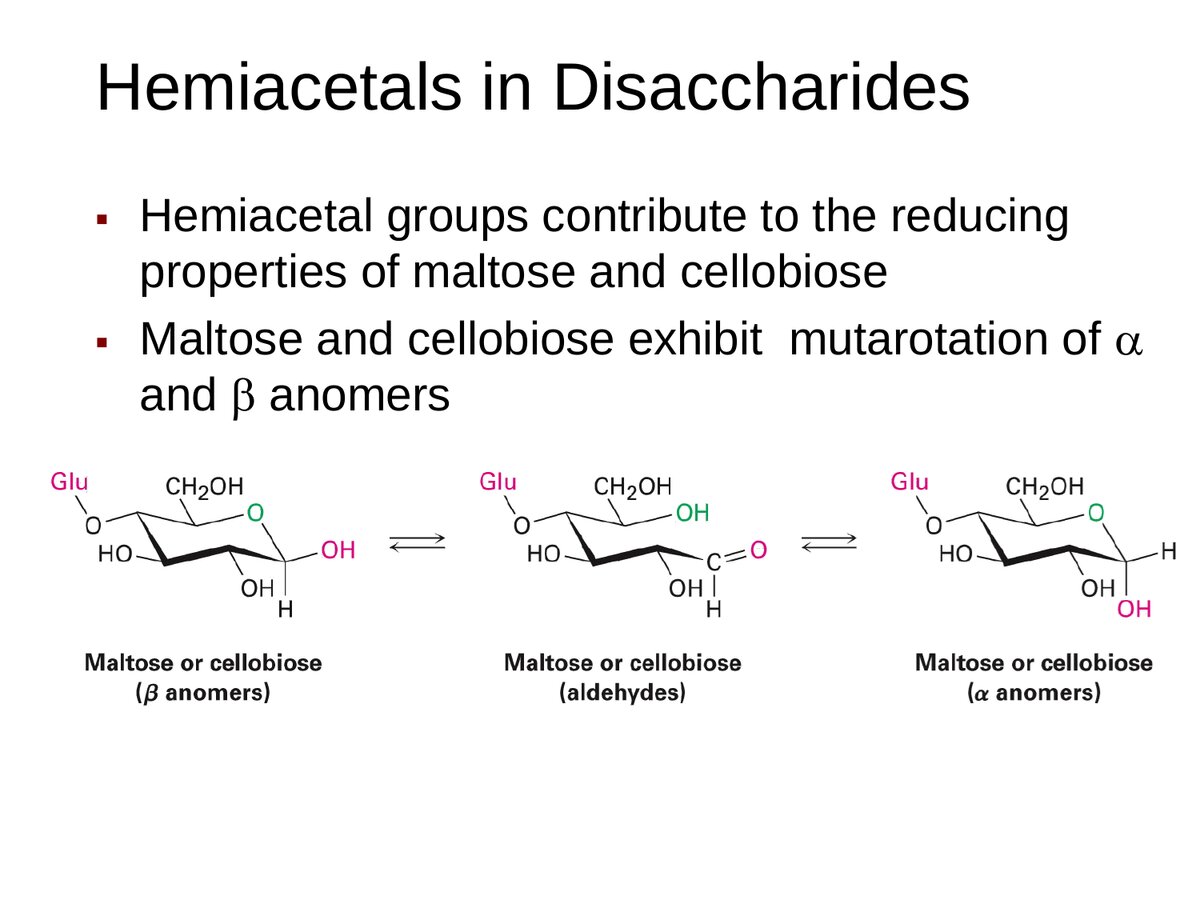 Hemiacetals in Disaccharides
▪ Hemiacetal groups contribute to the reducing
properties of maltose and cellobiose
▪ Maltose and cellobiose exhibit  mutarotation of α
and β anomers
Glu CH₂OH O O HO OH OH H
Glu CH₂OH OH O HO C O OH H
Glu CH₂OH O O HO H OH OH
Maltose or cellobiose
(β anomers)
Maltose or cellobiose
(aldehydes)
Maltose or cellobiose
(α anomers)